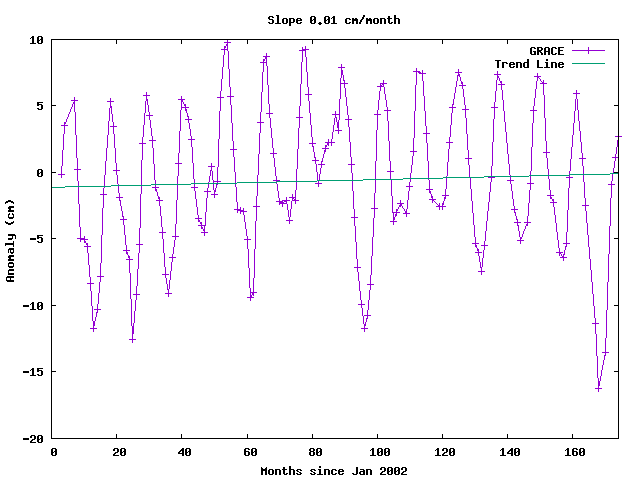 Slope 0.01 cm/month
GRACE
Trend Line
10
5
0
-5
-10
-15
-20
Anomaly (cm)
0 20 40 60 80 100 120 140 160
Months since Jan 2002